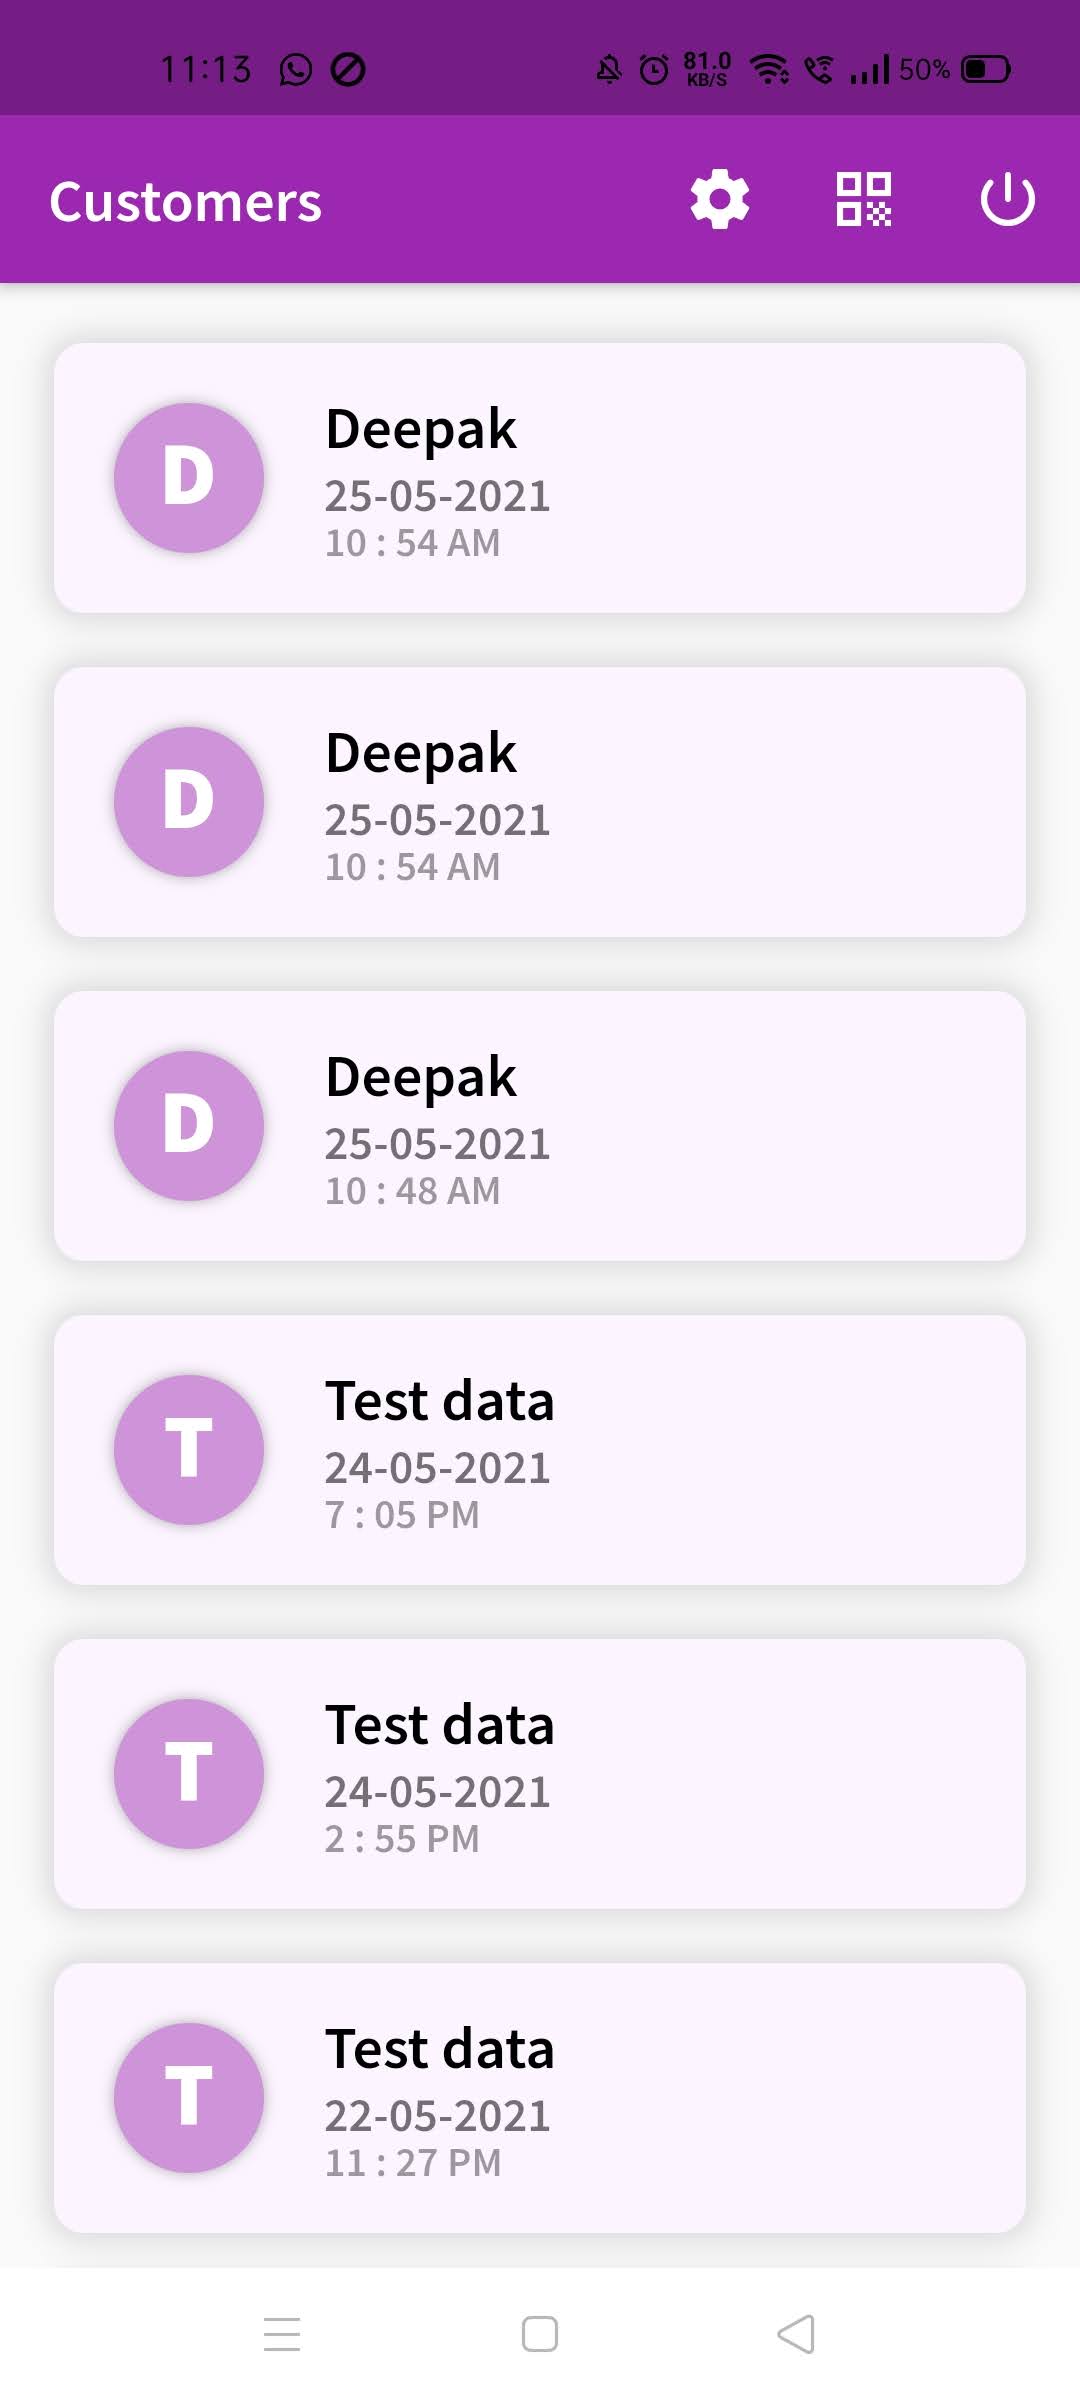 11:13
81.0
KB/S
50%
Customers
D
Deepak
25-05-2021
10 : 54 AM
D
Deepak
25-05-2021
10 : 54 AM
D
Deepak
25-05-2021
10 : 48 AM
T
Test data
24-05-2021
7 : 05 PM
T
Test data
24-05-2021
2 : 55 PM
T
Test data
22-05-2021
11 : 27 PM